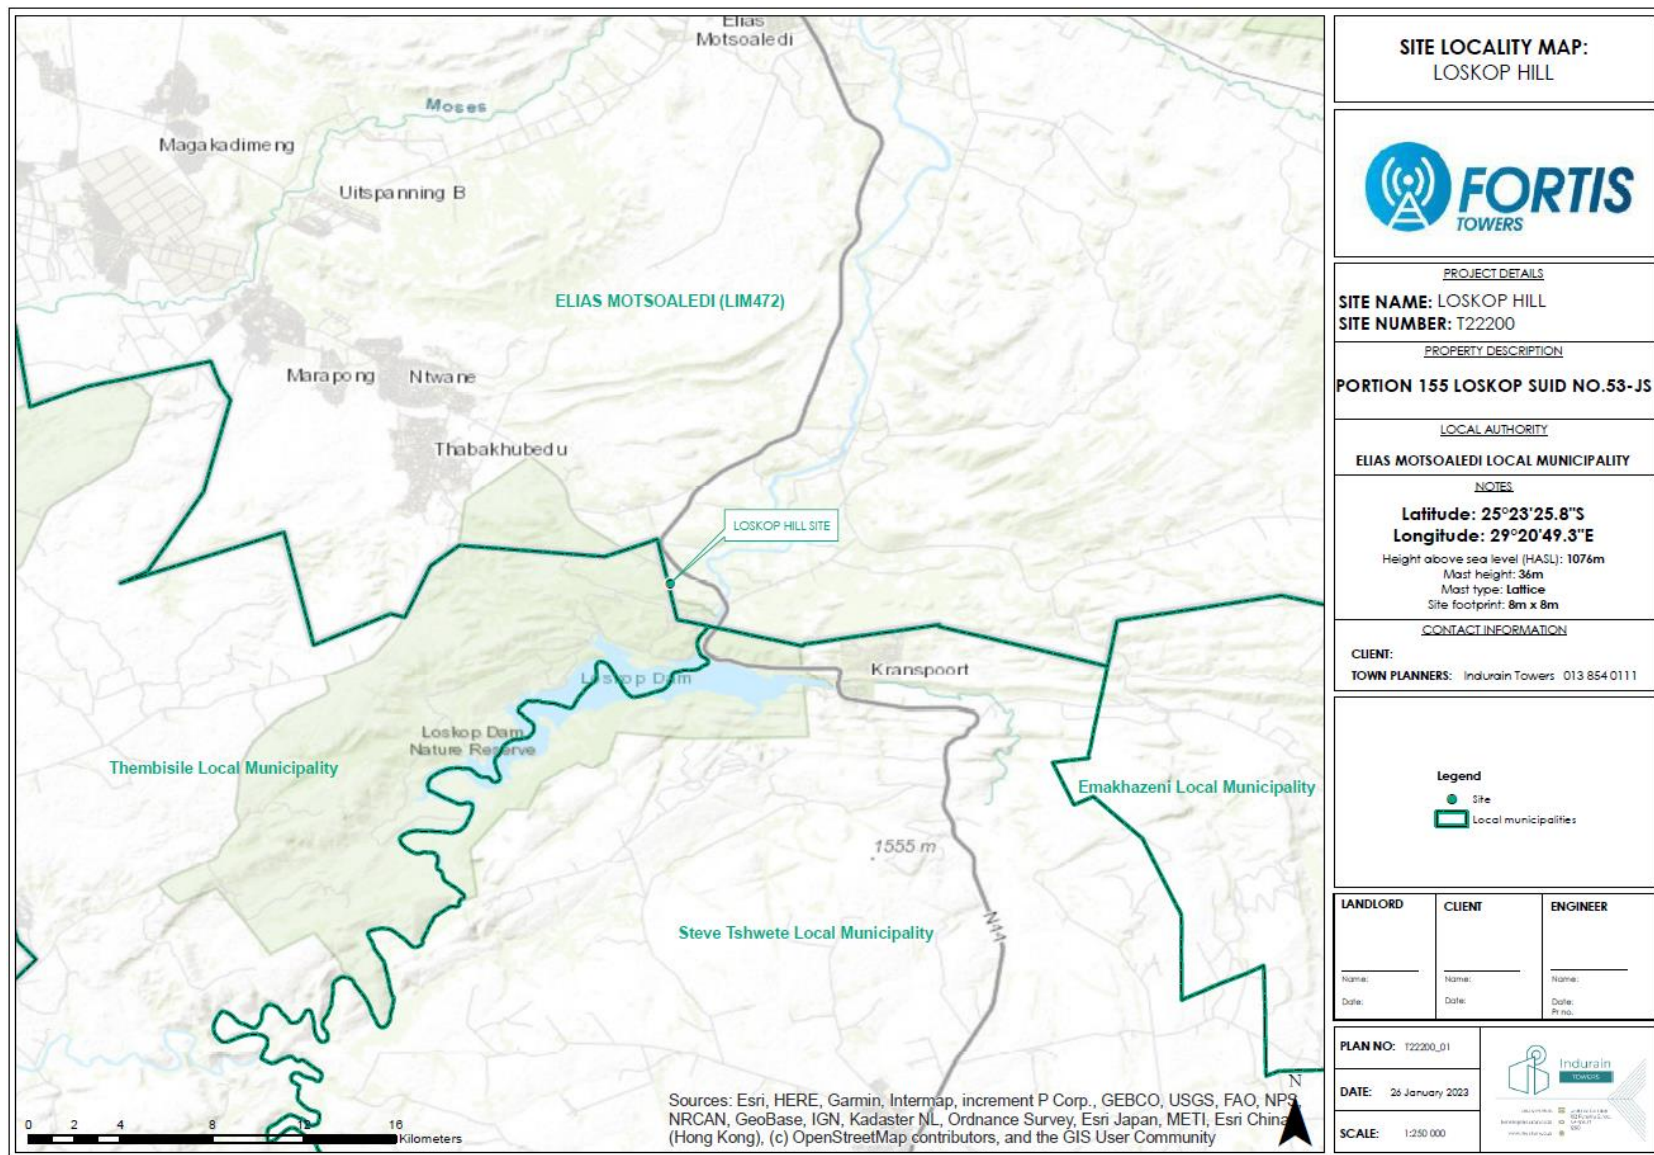 Elias
Motsoaledi
Moses
Magakadimeng
Uitspanning B
ELIAS MOTSOALEDI (LIM472)
Marapong
Ntwane
Thabakhubedu
LOSKOP HILL SITE
Kranspoort
Loskop Dam
Loskop Dam
Nature Reserve
Thembisile Local Municipality
Emakhazeni Local Municipality
1555 m
N44
Steve Tshwete Local Municipality
0 2 4 8 12 16
Kilometers
Sources: Esri, HERE, Garmin, Intermap, increment P Corp., GEBCO, USGS, FAO, NPS,
NRCAN, GeoBase, IGN, Kadaster NL, Ordnance Survey, Esri Japan, METI, Esri China
(Hong Kong), (c) OpenStreetMap contributors, and the GIS User Community
N
SITE LOCALITY MAP:
LOSKOP HILL
FORTIS
TOWERS
PROJECT DETAILS
SITE NAME: LOSKOP HILL
SITE NUMBER: T22200
PROPERTY DESCRIPTION
PORTION 155 LOSKOP SUID NO.53-JS
LOCAL AUTHORITY
ELIAS MOTSOALEDI LOCAL MUNICIPALITY
NOTES
Latitude: 25°23'25.8"S
Longitude: 29°20'49.3"E
Height above sea level (HASL): 1076m
Mast height: 36m
Mast type: Lattice
Site footprint: 8m x 8m
CONTACT INFORMATION
CLIENT:
TOWN PLANNERS: Indurain Towers 013 854 0111
Legend
Site
Local municipalities
LANDLORD
Name:
Date:
CLIENT
Name:
Date:
ENGINEER
Name:
Date:
Pr no.
PLAN NO: T22200_01
DATE: 26 January 2023
SCALE: 1:250 000
Indurain
TOWERS